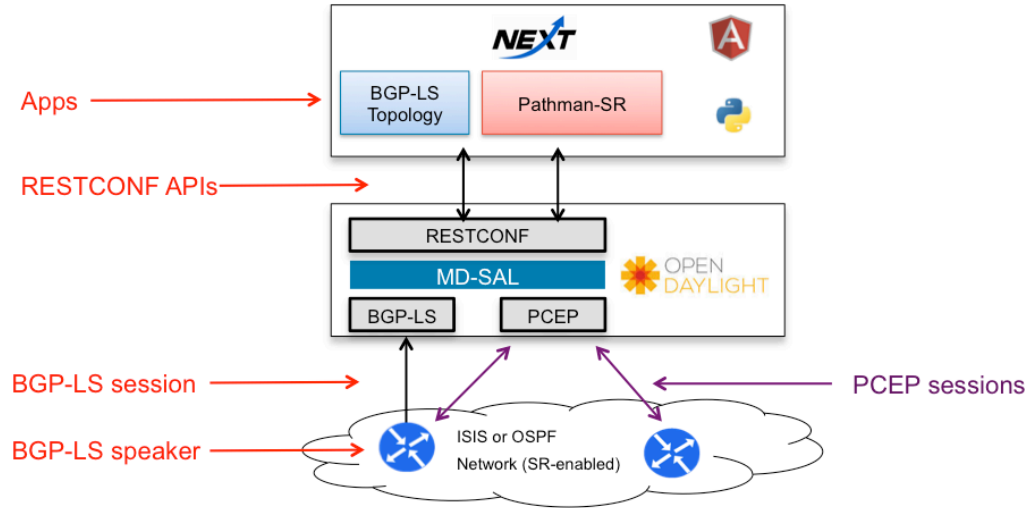 NEXT
BGP-LS
Topology
Pathman-SR
Apps
RESTCONF APIs
RESTCONF
MD-SAL
OPEN
DAYLIGHT
BGP-LS
PCEP
BGP-LS session
PCEP sessions
BGP-LS speaker
ISIS or OSPF
Network (SR-enabled)
A